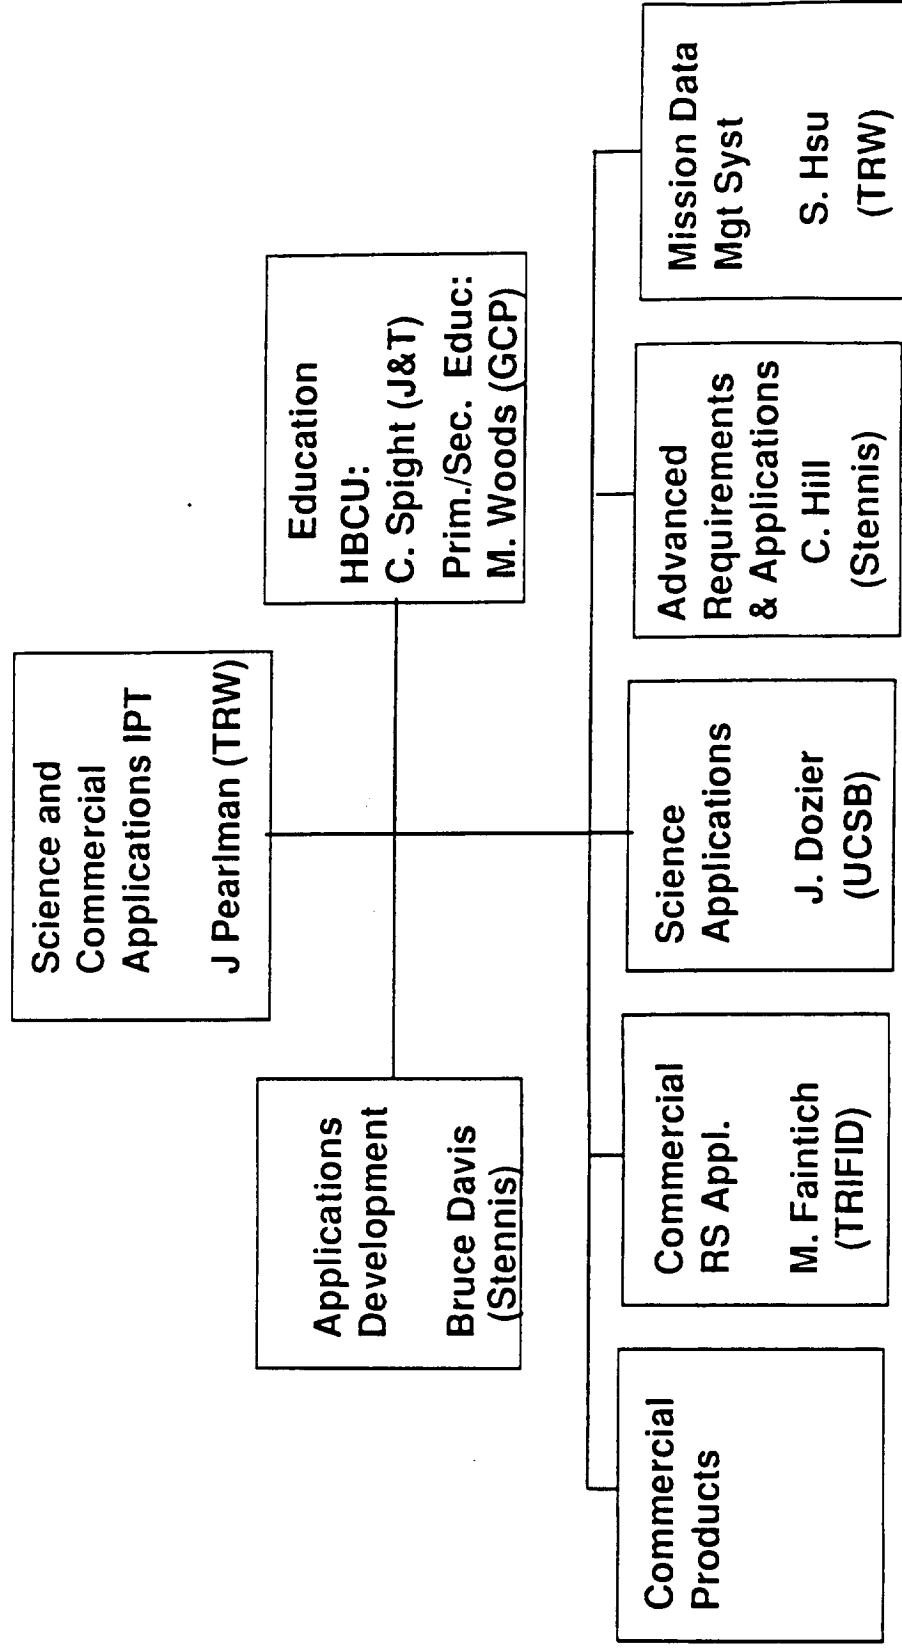 Science and
Commercial
Applications IPT
J Pearlman (TRW)
Applications
Development
Bruce Davis
(Stennis)
Education
HBCU:
C. Spight (J&T)
Prim./Sec. Educ:
M. Woods (GCP)
Commercial
Products
Commercial
RS Appl.
M. Faintich
(TRIFID)
Science
Applications
J. Dozier
(UCSB)
Advanced
Requirements
& Applications
C. Hill
(Stennis)
Mission Data
Mgt Syst
S. Hsu
(TRW)